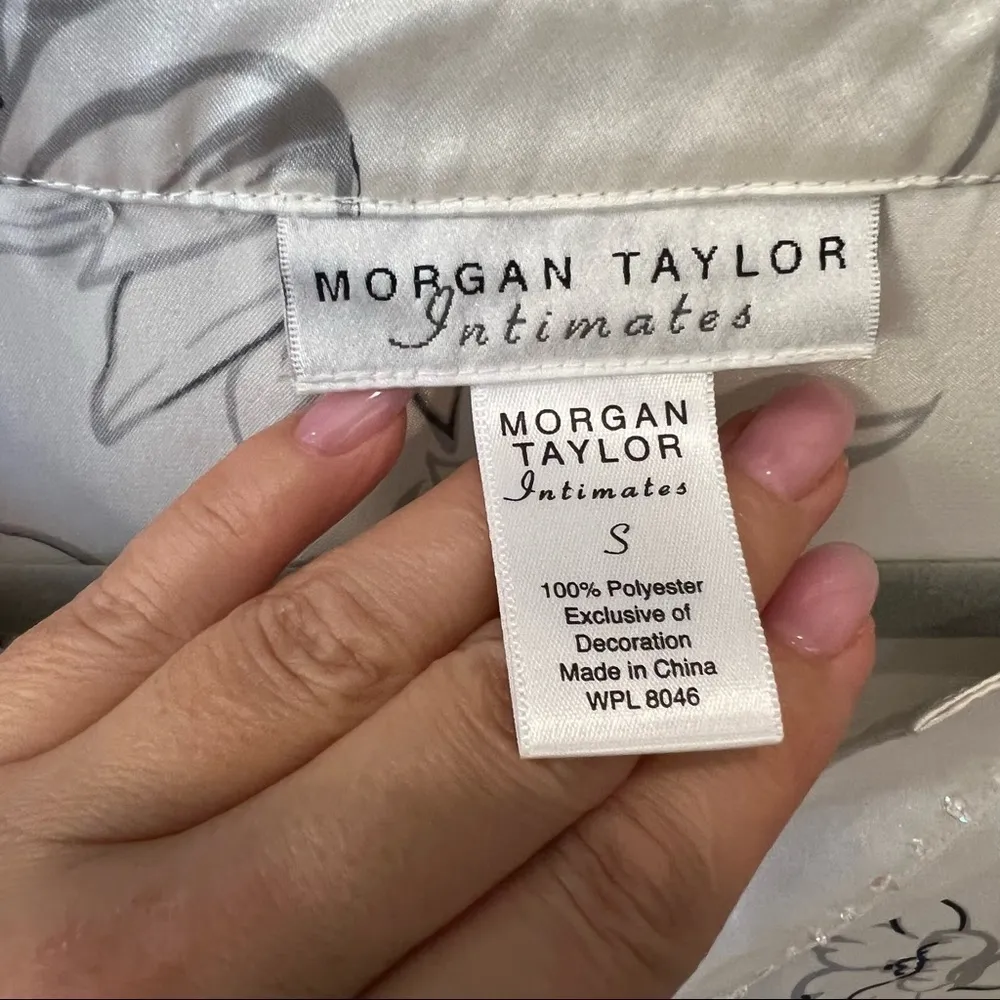 MORGAN TAYLOR
Intimates
MORGAN
TAYLOR
Intimates
S
100% Polyester
Exclusive of
Decoration
Made in China
WPL 8046